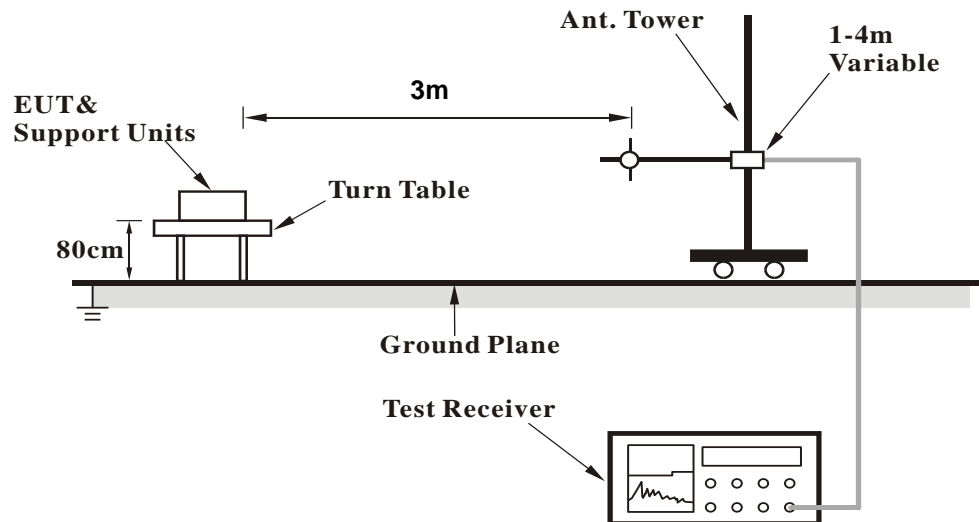 Ant. Tower
1-4m
Variable
3m
EUT&
Support Units
Turn Table
80cm
Ground Plane
Test Receiver